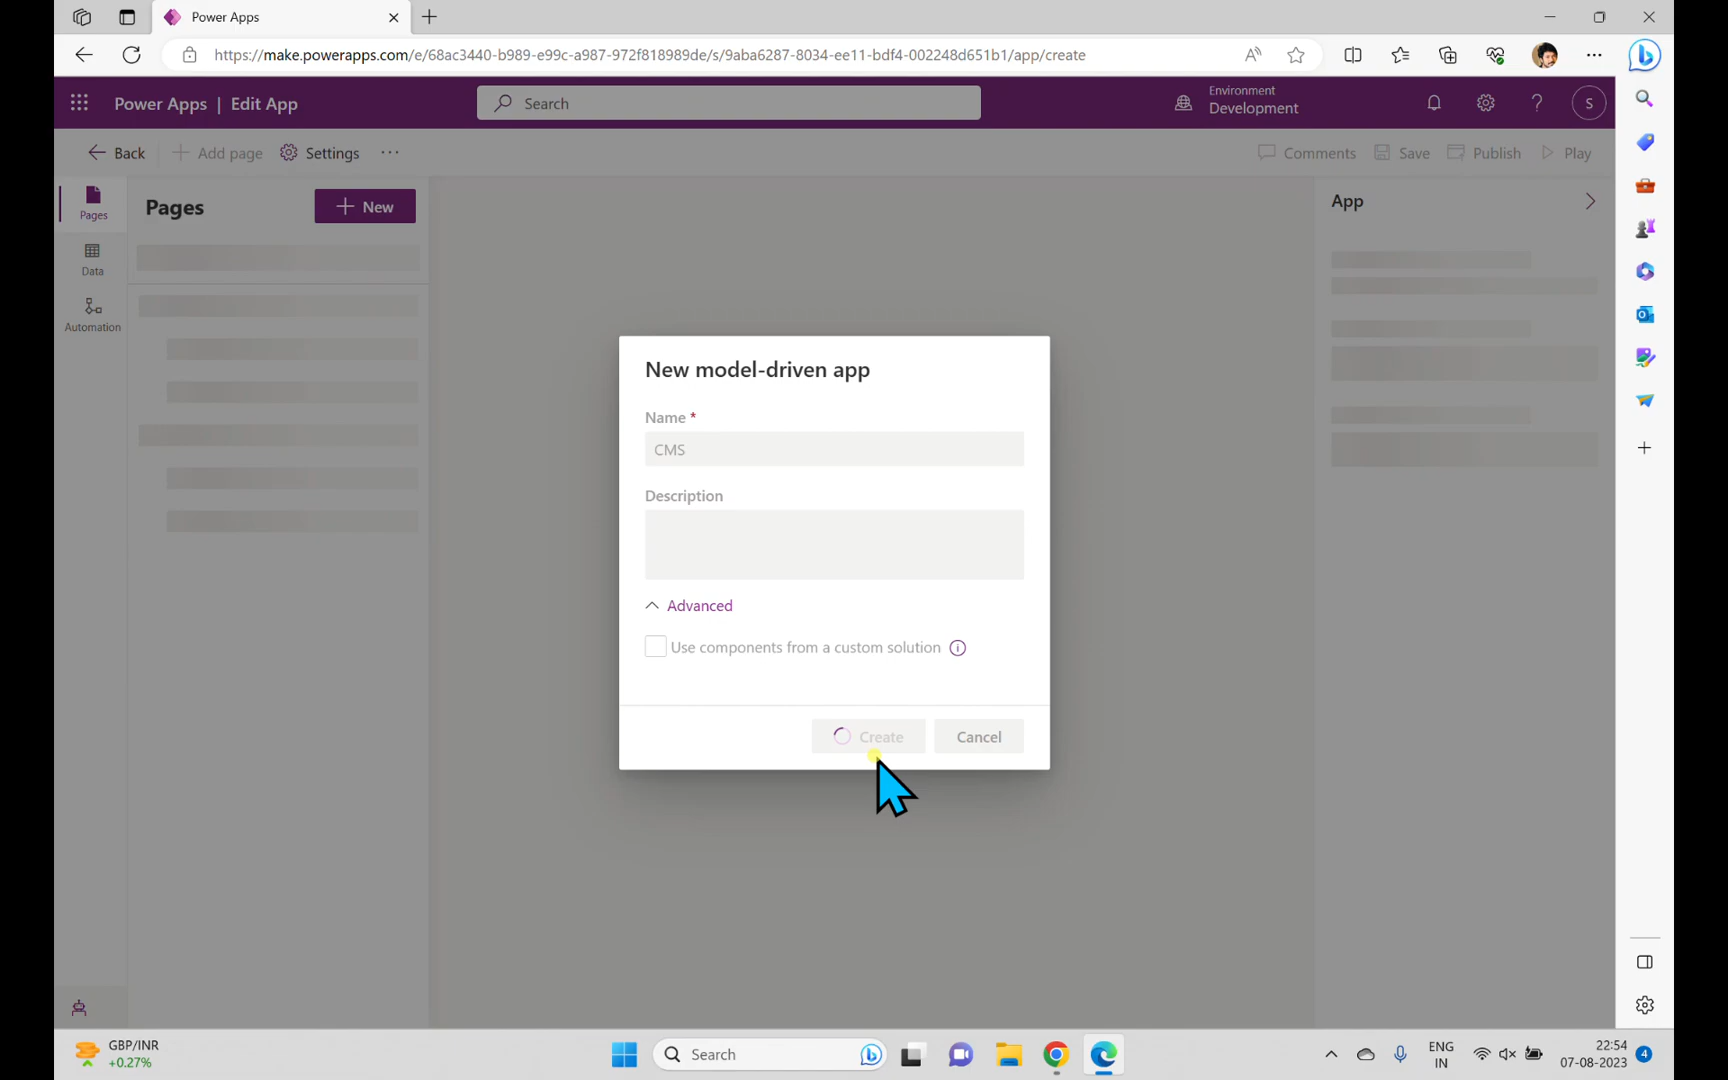 Power Apps
https://make.powerapps.com/e/68ac3440-b989-e99c-a987-972f818989de/s/9aba6287-8034-ee11-bdf4-002248d651b1/app/create
Power Apps | Edit App
Search
Environment
Development
S
Back
Add page
Settings
Comments
Save
Publish
Play
Pages
Data
Automation
Pages
New
App
New model-driven app
Name *
CMS
Description
Advanced
Use components from a custom solution
Create
Cancel
GBP/INR
+0.27%
Search
ENG
IN
22:54
07-08-2023
4